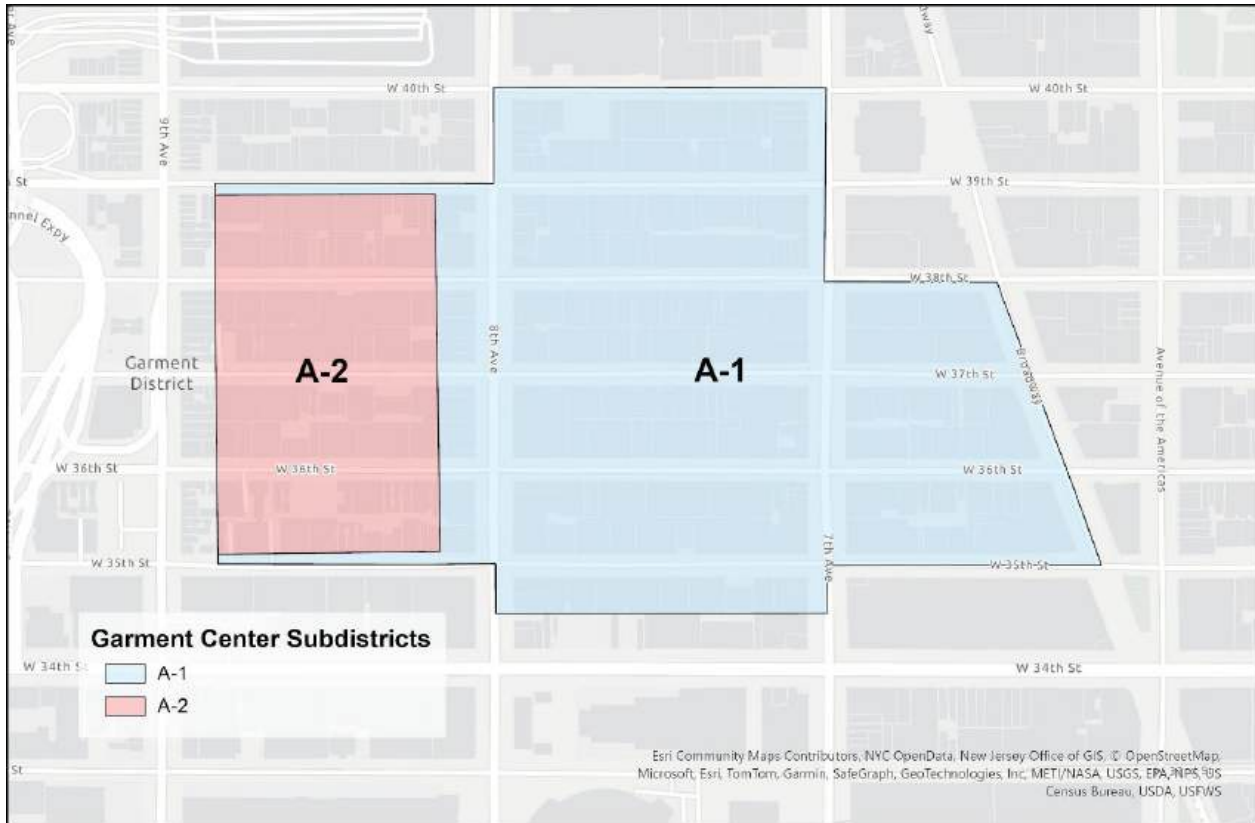 Ave
way
W 40th St
W 40th St
9th Ave
St
W 39th St
nnel Expy
W 38th St
8th Ave
Garment
District
A-2
A-1
W 37th St
Broadway
Avenue of the Americas
W 36th St
W 36th St
W 36th St
7th Ave
W 35th St
W 35th St
Garment Center Subdistricts
W 34th St
W 34th St
A-1
A-2
St
Esri Community Maps Contributors, NYC OpenData, New Jersey Office of GIS, © OpenStreetMap,
Microsoft, Esri, TomTom, Garmin, SafeGraph, GeoTechnologies, Inc, METI/NASA, USGS, EPA, NPS, US
Census Bureau, USDA, USFWS